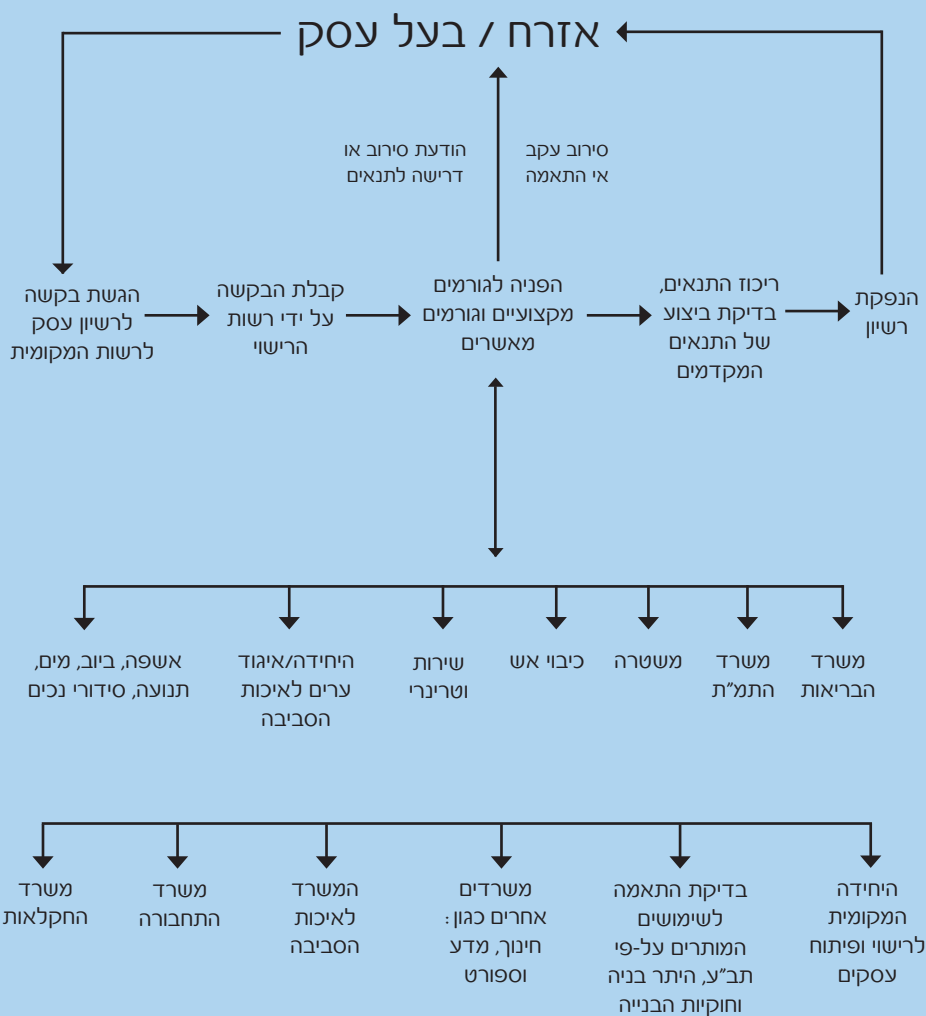 אזרח / בעל עסק
סירוב עקב
אי התאמה
הודעת סירוב או
דרישה לתנאים
הגשת בקשה
לרשיון עסק
לרשות המקומית
קבלת הבקשה
על ידי רשות
הרישוי
הפניה לגורמים
מקצועיים וגורמים
מאשרים
ריכוז התנאים,
בדיקת ביצוע
של התנאים
המקדמים
הנפקת
רשיון
משרד
הבריאות
משרד
התמ"ת
משטרה
כיבוי אש
שירות
וטרינרי
היחידה/איגוד
ערים לאיכות
הסביבה
אשפה, ביוב, מים,
תנועה, סידורי נכים
היחידה
המקומית
לרישוי ופיתוח
עסקים
בדיקת התאמה
לשימושים
המותרים על-פי
תב"ע, היתר בניה
וחוקיות הבנייה
משרדים
אחרים כגון:
חינוך, מדע
וספורט
המשרד
לאיכות
הסביבה
משרד
התחבורה
משרד
החקלאות